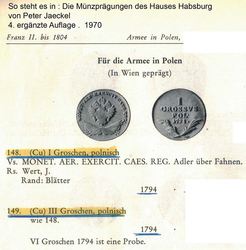 So steht es in : Die Münzprägungen des Hauses Habsburg
von Peter Jaeckel
4. ergänzte Auflage . 1970
Franz II. bis 1804 Armee in Polen,
Für die Armee in Polen
(In Wien geprägt)
I
GROSSVS
POL
1794
148. (Cu) I Groschen, polnisch
Vs. MONET. AER. EXERCIT. CAES. REG. Adler über Fahnen.
Rs. Wert, J.
Rand: Blätter
1794 .
149. (Cu) III Groschen, polnisch
wie 148.
1794 .
VI Groschen 1794 ist eine Probe.